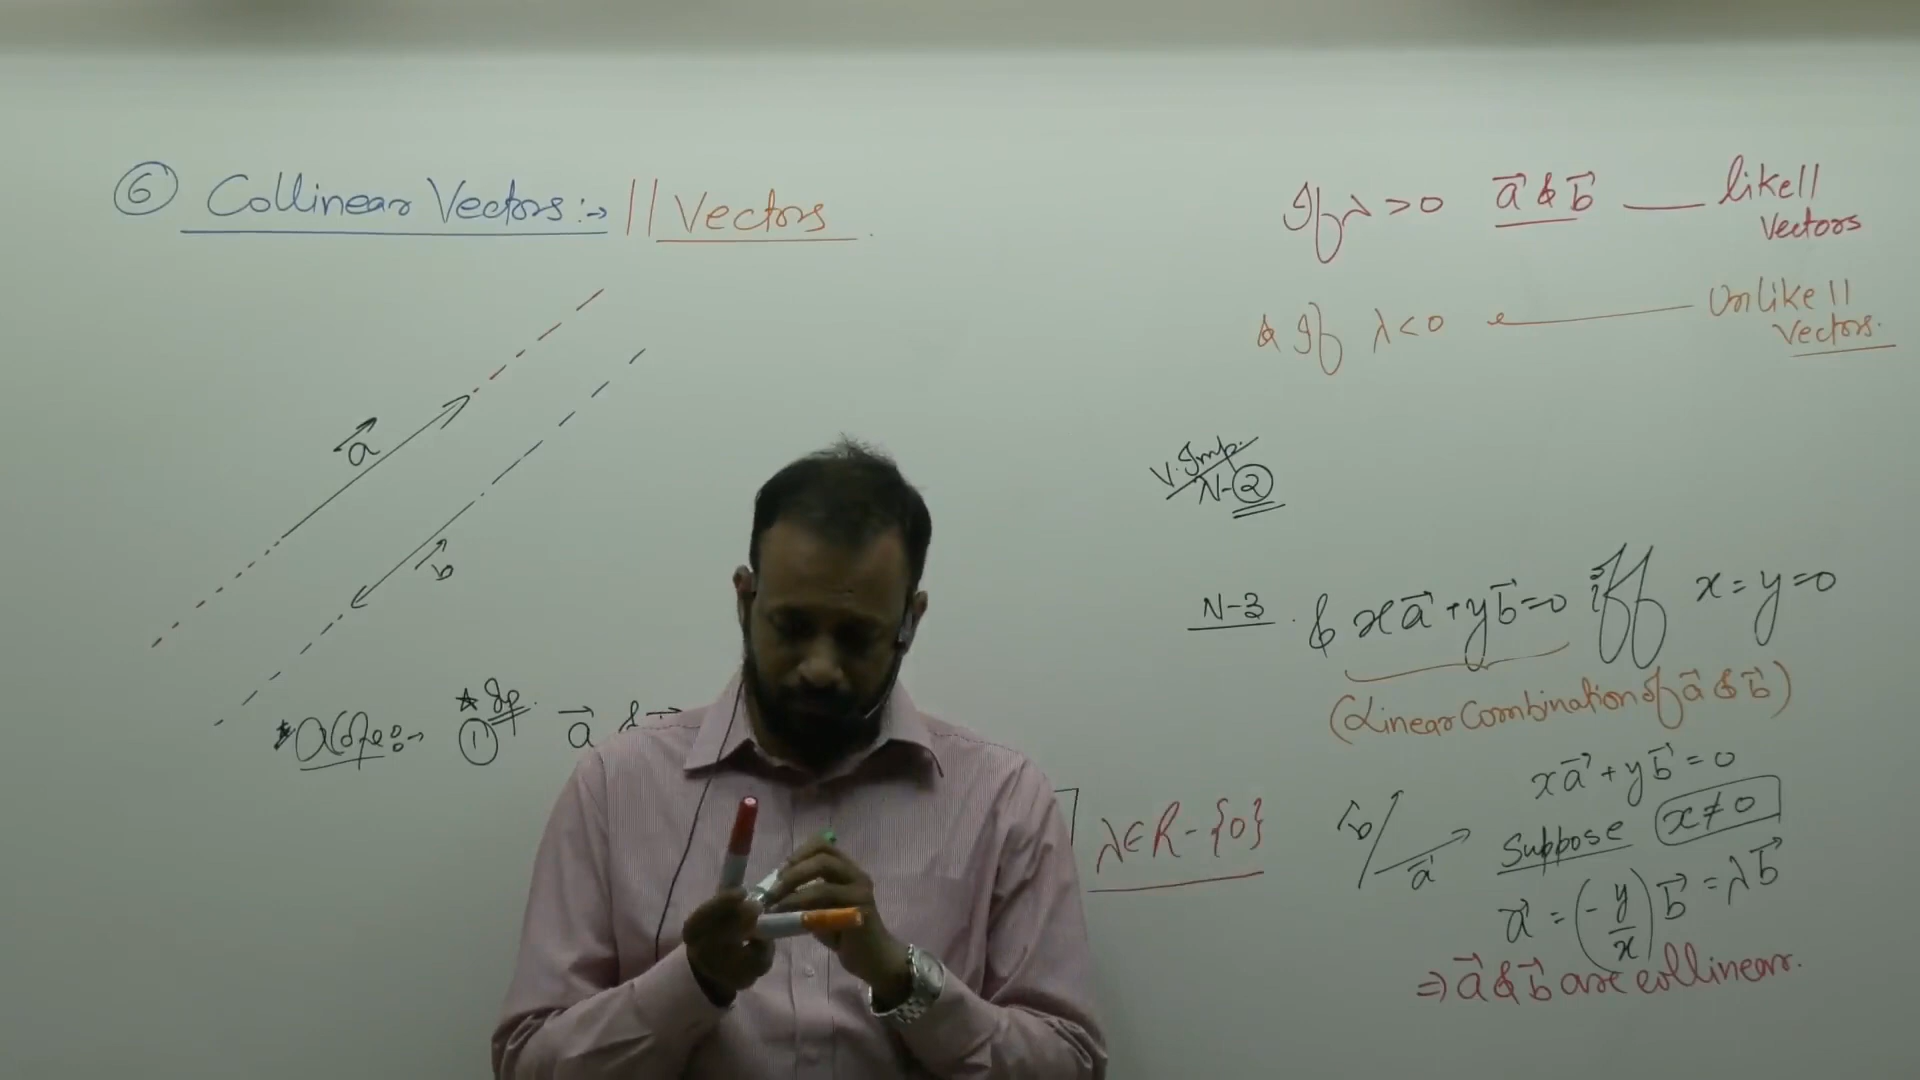 ⑥ Collinear Vectors :→ || Vectors
a⃗
b⃗
* Note :→ ① * Imp. a⃗ &
λ ∈ R - {0}
If λ > 0 a⃗ & b⃗ — like ||
Vectors
& If λ < 0 — Unlike ||
Vectors.
V. Imp.
N-②
N-3. & xa⃗ + yb⃗ = 0 iff x = y = 0
(Linear Combination of a⃗ & b⃗)
xa⃗ + yb⃗ = 0
b⃗
a⃗
Suppose x ≠ 0
a⃗ = (-y/x) b⃗ = λb⃗
⇒ a⃗ & b⃗ are collinear.